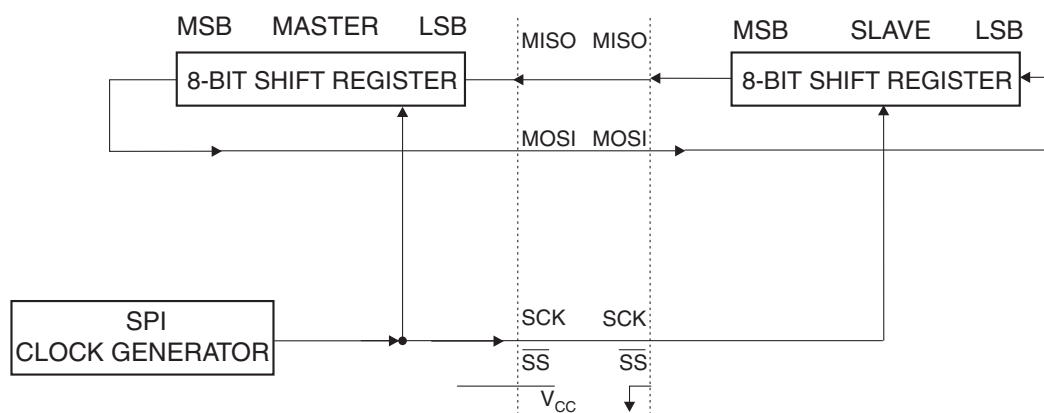 MSB MASTER LSB
MISO MISO
MSB SLAVE LSB
8-BIT SHIFT REGISTER
8-BIT SHIFT REGISTER
MOSI MOSI
SPI
CLOCK GENERATOR
SCK SCK
SS SS
VCC